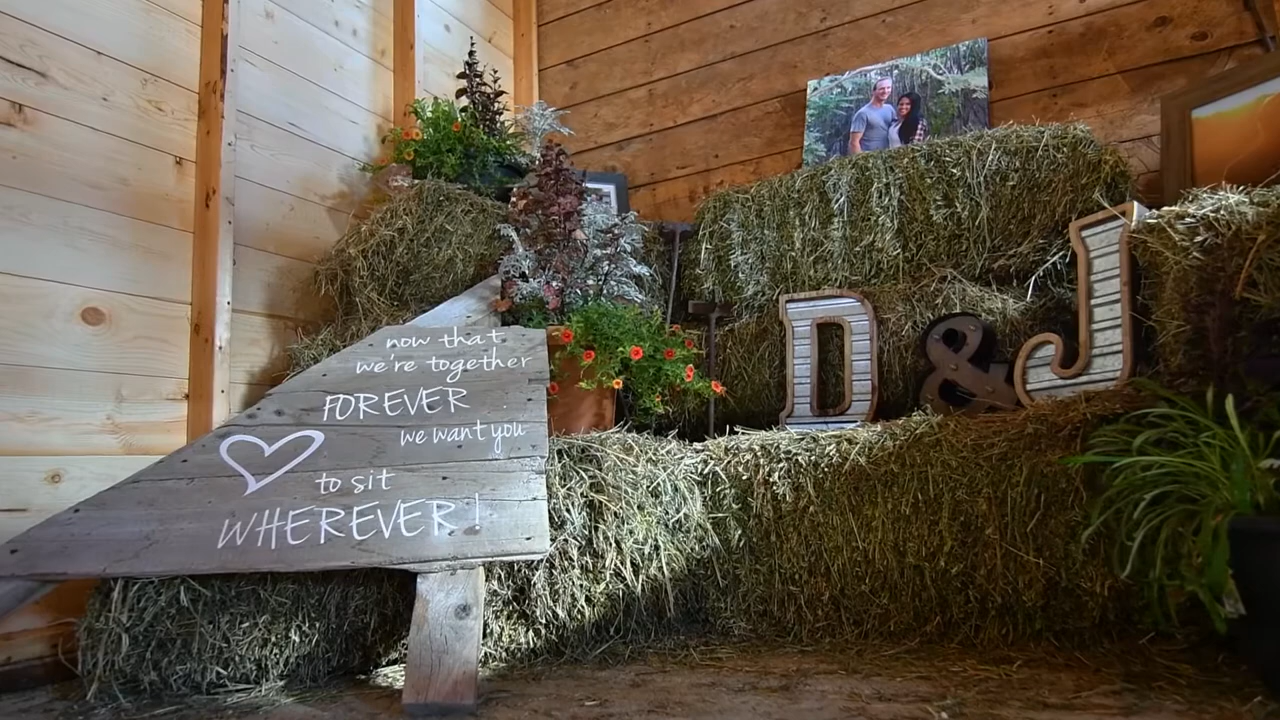 now that
we're together
FOREVER
we want you
to sit
WHEREVER!
D&J